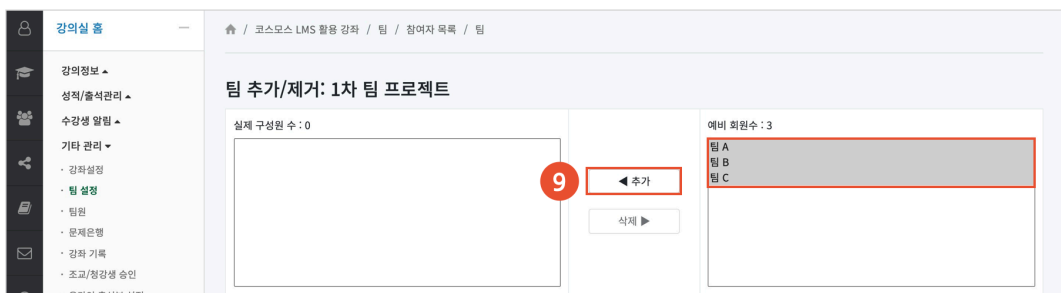 강의실 홈
코스모스 LMS 활용 강좌 / 팀 / 참여자 목록 / 팀
강의정보
성적/출석관리
수강생 알림
기타 관리
· 강좌설정
· 팀 설정
· 팀원
· 문제은행
· 강좌 기록
· 조교/청강생 승인
팀 추가/제거: 1차 팀 프로젝트
실제 구성원 수 : 0
9
◀ 추가
삭제 ▶
예비 회원수 : 3
팀 A
팀 B
팀 C